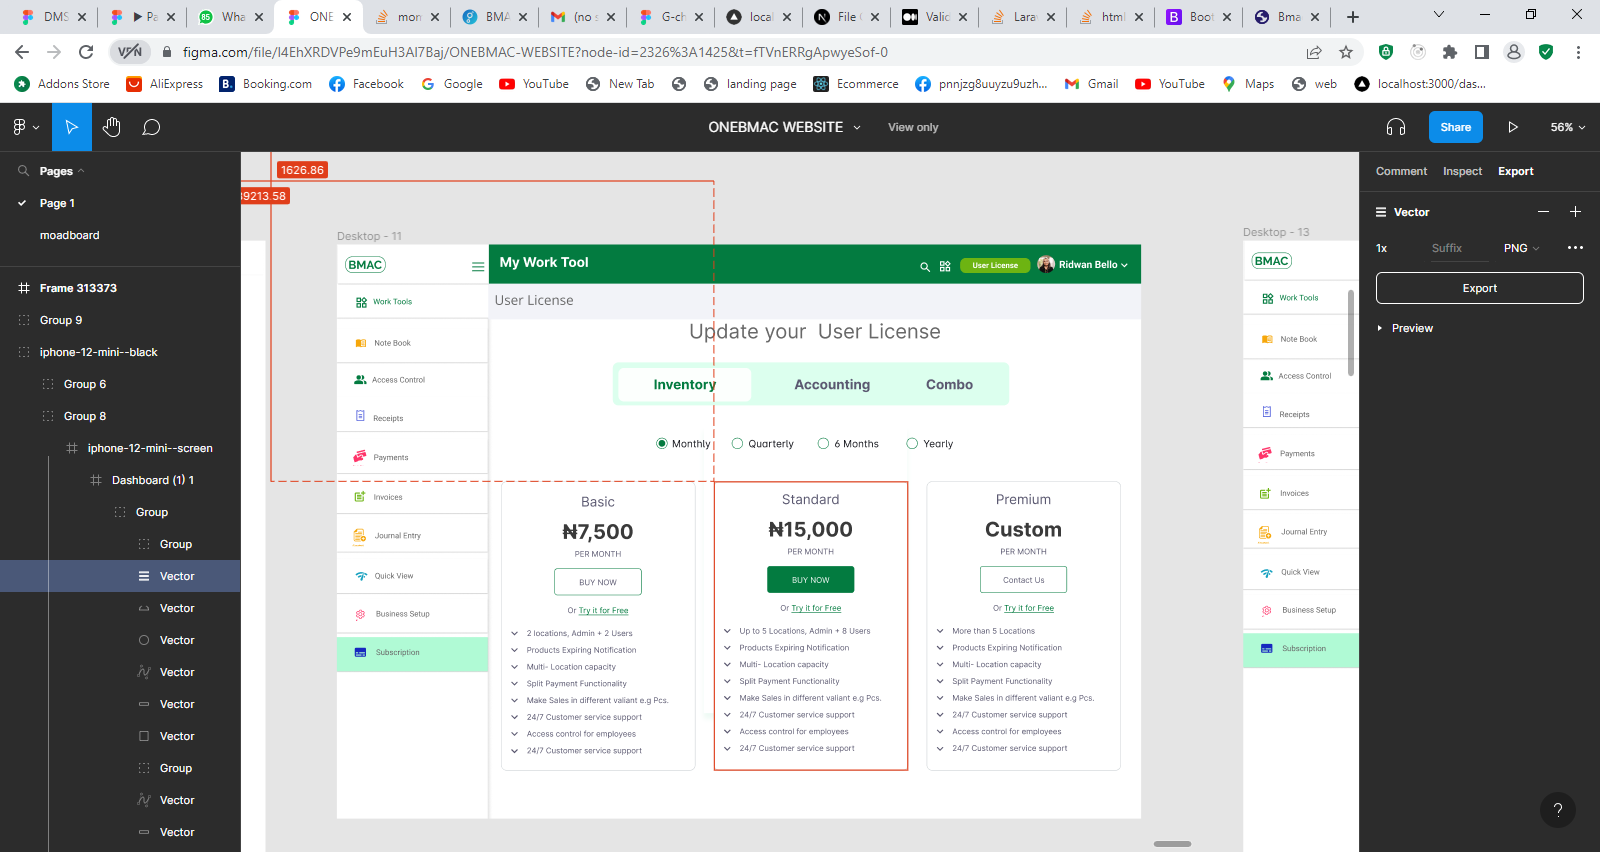 DMS
Pa
85
Wha
ONE
mon
BMA
(no s
G-ch
local
File C
Valic
Lara
html
Boot
Bma
VPN
figma.com/file/I4EhXRDVPe9mEuH3AI7Baj/ONEBMAC-WEBSITE?node-id=2326%3A1425&t=fTVnERRgApwyeSof-0
Addons Store
AliExpress
Booking.com
Facebook
Google
YouTube
New Tab
landing page
Ecommerce
pnnjzg8uuyzu9uzh...
Gmail
YouTube
Maps
web
localhost:3000/das...
ONEBMAC WEBSITE
View only
Share
56%
Pages
Page 1
moadboard
Frame 313373
Group 9
iphone-12-mini--black
Group 6
Group 8
iphone-12-mini--screen
Dashboard (1) 1
Group
Group
Vector
Vector
Vector
Vector
Vector
Vector
Group
Vector
Vector
1626.86
39213.58
Desktop - 11
BMAC
My Work Tool
User License
Ridwan Bello
Work Tools
Note Book
Access Control
Receipts
Payments
Invoices
Journal Entry
Quick View
Business Setup
Subscription
User License
Update your User License
Inventory
Accounting
Combo
Monthly
Quarterly
6 Months
Yearly
Basic
₦7,500
PER MONTH
BUY NOW
Or Try it for Free
2 locations, Admin + 2 Users
Products Expiring Notification
Multi- Location capacity
Split Payment Functionality
Make Sales in different valiant e.g Pcs.
24/7 Customer service support
Access control for employees
24/7 Customer service support
Standard
₦15,000
PER MONTH
BUY NOW
Or Try it for Free
Up to 5 Locations, Admin + 8 Users
Products Expiring Notification
Multi- Location capacity
Split Payment Functionality
Make Sales in different valiant e.g Pcs.
24/7 Customer service support
Access control for employees
24/7 Customer service support
Premium
Custom
PER MONTH
Contact Us
Or Try it for Free
More than 5 Locations
Products Expiring Notification
Multi- Location capacity
Split Payment Functionality
Make Sales in different valiant e.g Pcs.
24/7 Customer service support
Access control for employees
24/7 Customer service support
Desktop - 13
BMAC
Work Tools
Note Book
Access Control
Receipts
Payments
Invoices
Journal Entry
Quick View
Business Setup
Subscription
Comment
Inspect
Export
Vector
1x
Suffix
PNG
Export
Preview
?